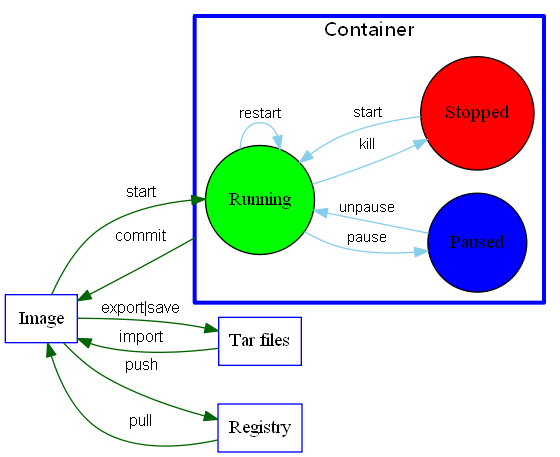 Container
restart
start
Stopped
kill
Running
start
unpause
commit
pause
Paused
export|save
Image
import
Tar files
push
pull
Registry